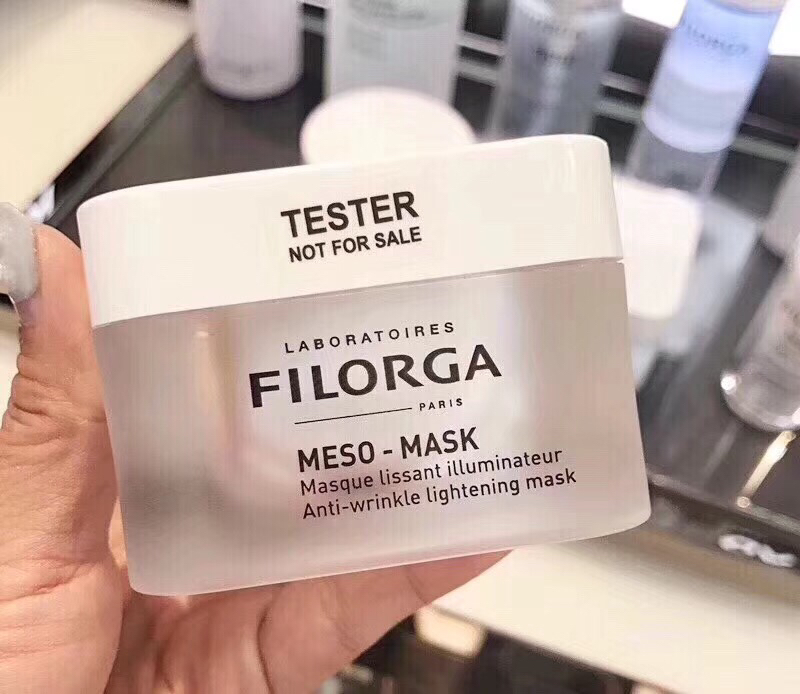 TESTER
NOT FOR SALE
LABORATOIRES
FILORGA
PARIS
MESO - MASK
Masque lissant illuminateur
Anti-wrinkle lightening mask